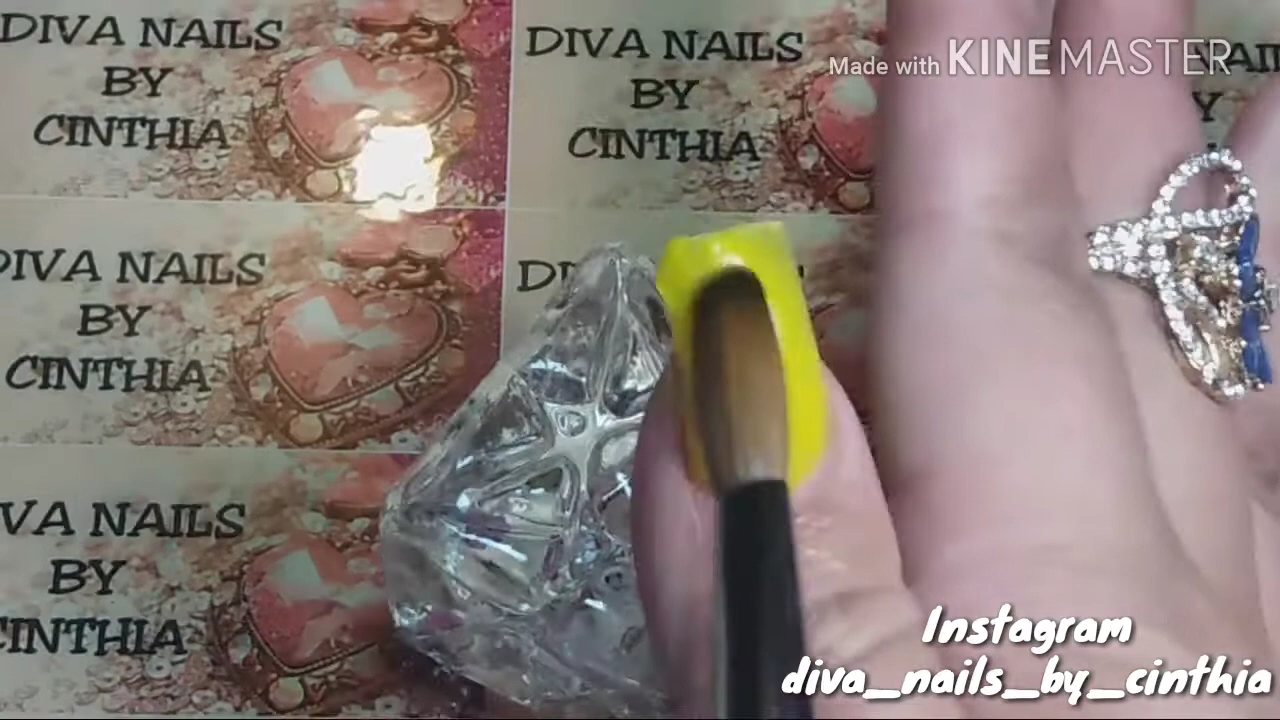 DIVA NAILS
BY
CINTHIA
DIVA NAILS
BY
CINTHIA
Made with KINEMASTER
DIVA NAILS
BY
CINTHIA
VA NAILS
BY
CINTHIA
Instagram
diva_nails_by_cinthia